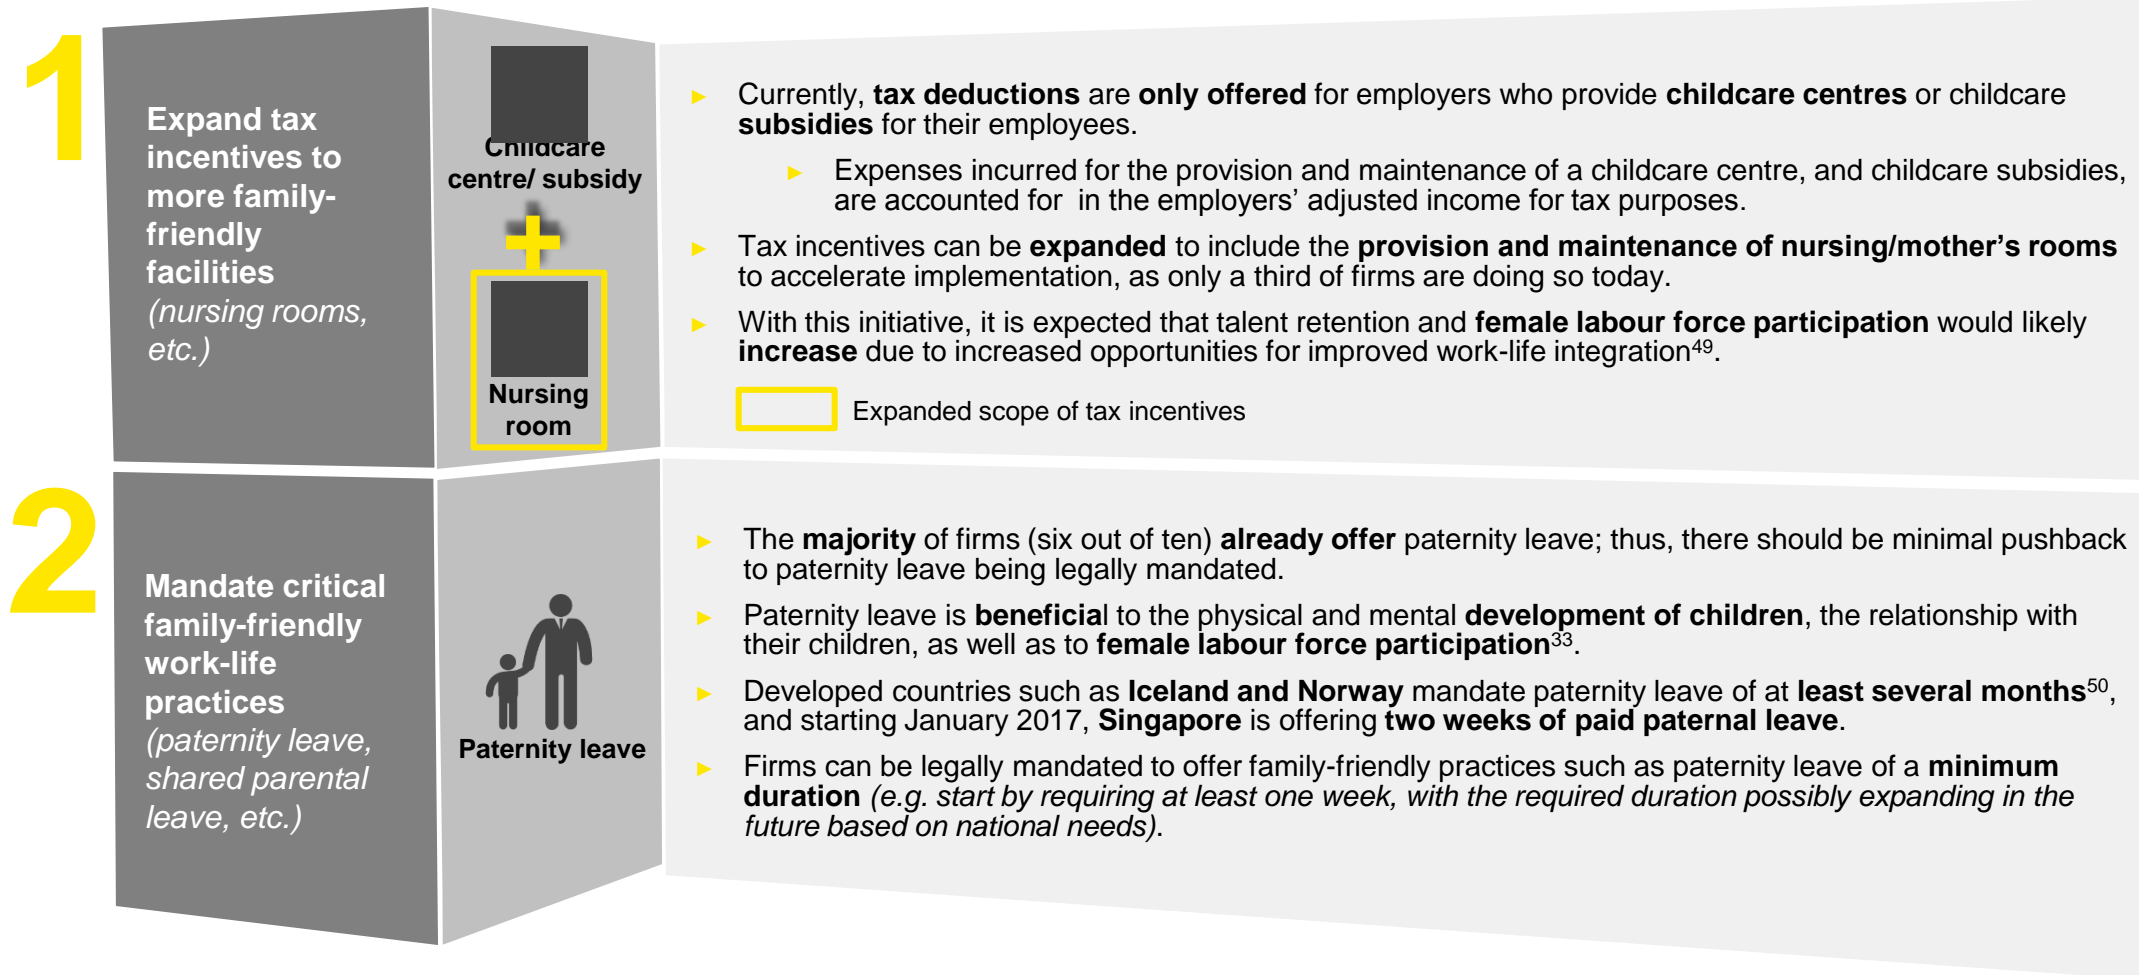 1
Expand tax
incentives to
more family-
friendly
facilities
(nursing rooms,
etc.)
Childcare
centre/ subsidy
Nursing
room
► Currently, tax deductions are only offered for employers who provide childcare centres or childcare
subsidies for their employees.
► Expenses incurred for the provision and maintenance of a childcare centre, and childcare subsidies,
are accounted for in the employers’ adjusted income for tax purposes.
► Tax incentives can be expanded to include the provision and maintenance of nursing/mother’s rooms
to accelerate implementation, as only a third of firms are doing so today.
► With this initiative, it is expected that talent retention and female labour force participation would likely
increase due to increased opportunities for improved work-life integration49.
Expanded scope of tax incentives
2
Mandate critical
family-friendly
work-life
practices
(paternity leave,
shared parental
leave, etc.)
Paternity leave
► The majority of firms (six out of ten) already offer paternity leave; thus, there should be minimal pushback
to paternity leave being legally mandated.
► Paternity leave is beneficial to the physical and mental development of children, the relationship with
their children, as well as to female labour force participation33.
► Developed countries such as Iceland and Norway mandate paternity leave of at least several months50,
and starting January 2017, Singapore is offering two weeks of paid paternal leave.
► Firms can be legally mandated to offer family-friendly practices such as paternity leave of a minimum
duration (e.g. start by requiring at least one week, with the required duration possibly expanding in the
future based on national needs).